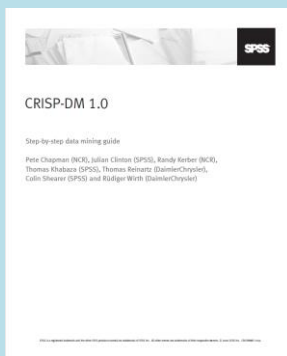 SPSS
CRISP-DM 1.0
Step-by-step data mining guide
Pete Chapman (NCR), Julian Clinton (SPSS), Randy Kerber (NCR),
Thomas Khabaza (SPSS), Thomas Reinartz (DaimlerChrysler),
Colin Shearer (SPSS) and Rüdiger Wirth (DaimlerChrysler)